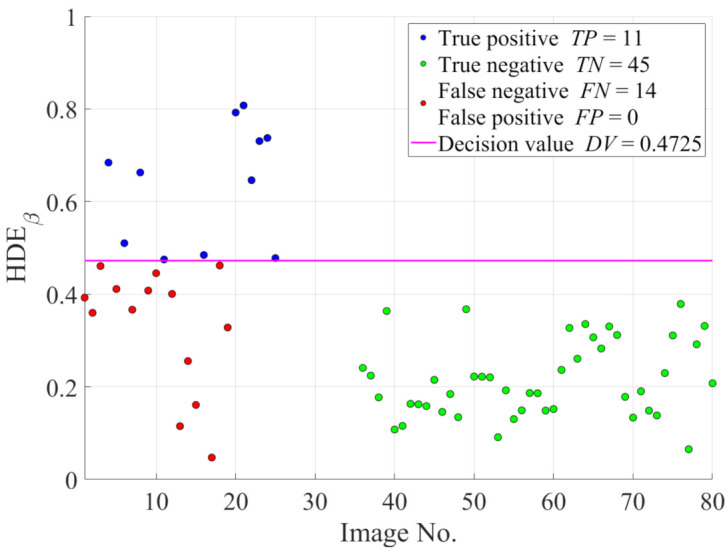 1
0.8
0.6
0.4
0.2
0
HDEβ
True positive TP = 11
True negative TN = 45
False negative FN = 14
False positive FP = 0
Decision value DV = 0.4725
10 20 30 40 50 60 70 80
Image No.